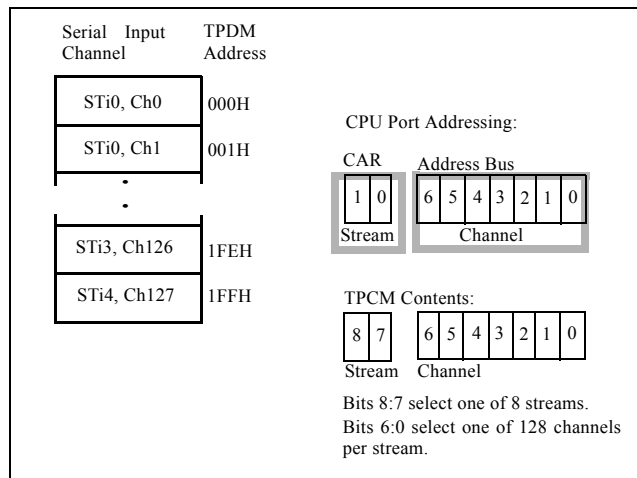 Serial Input TPDM
Channel Address
STi0, Ch0 000H
STi0, Ch1 001H
STi3, Ch126 1FEH
STi4, Ch127 1FFH
CPU Port Addressing:
CAR Address Bus
1 0 6 5 4 3 2 1 0
Stream Channel
TPCM Contents:
8 7 6 5 4 3 2 1 0
Stream Channel
Bits 8:7 select one of 8 streams.
Bits 6:0 select one of 128 channels
per stream.